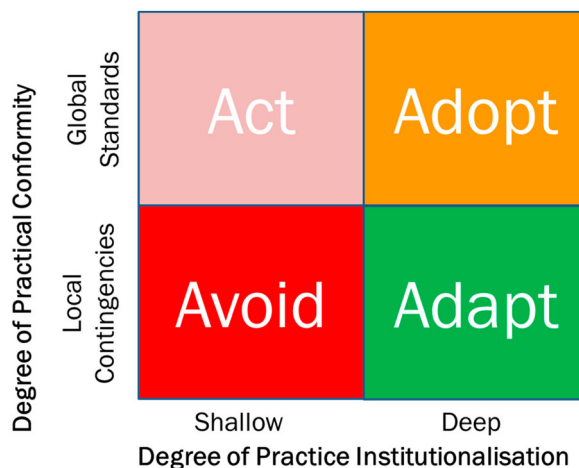 Degree of Practical Conformity
Global
Standards
Act
Adopt
Local
Contingencies
Avoid
Adapt
Shallow
Deep
Degree of Practice Institutionalisation